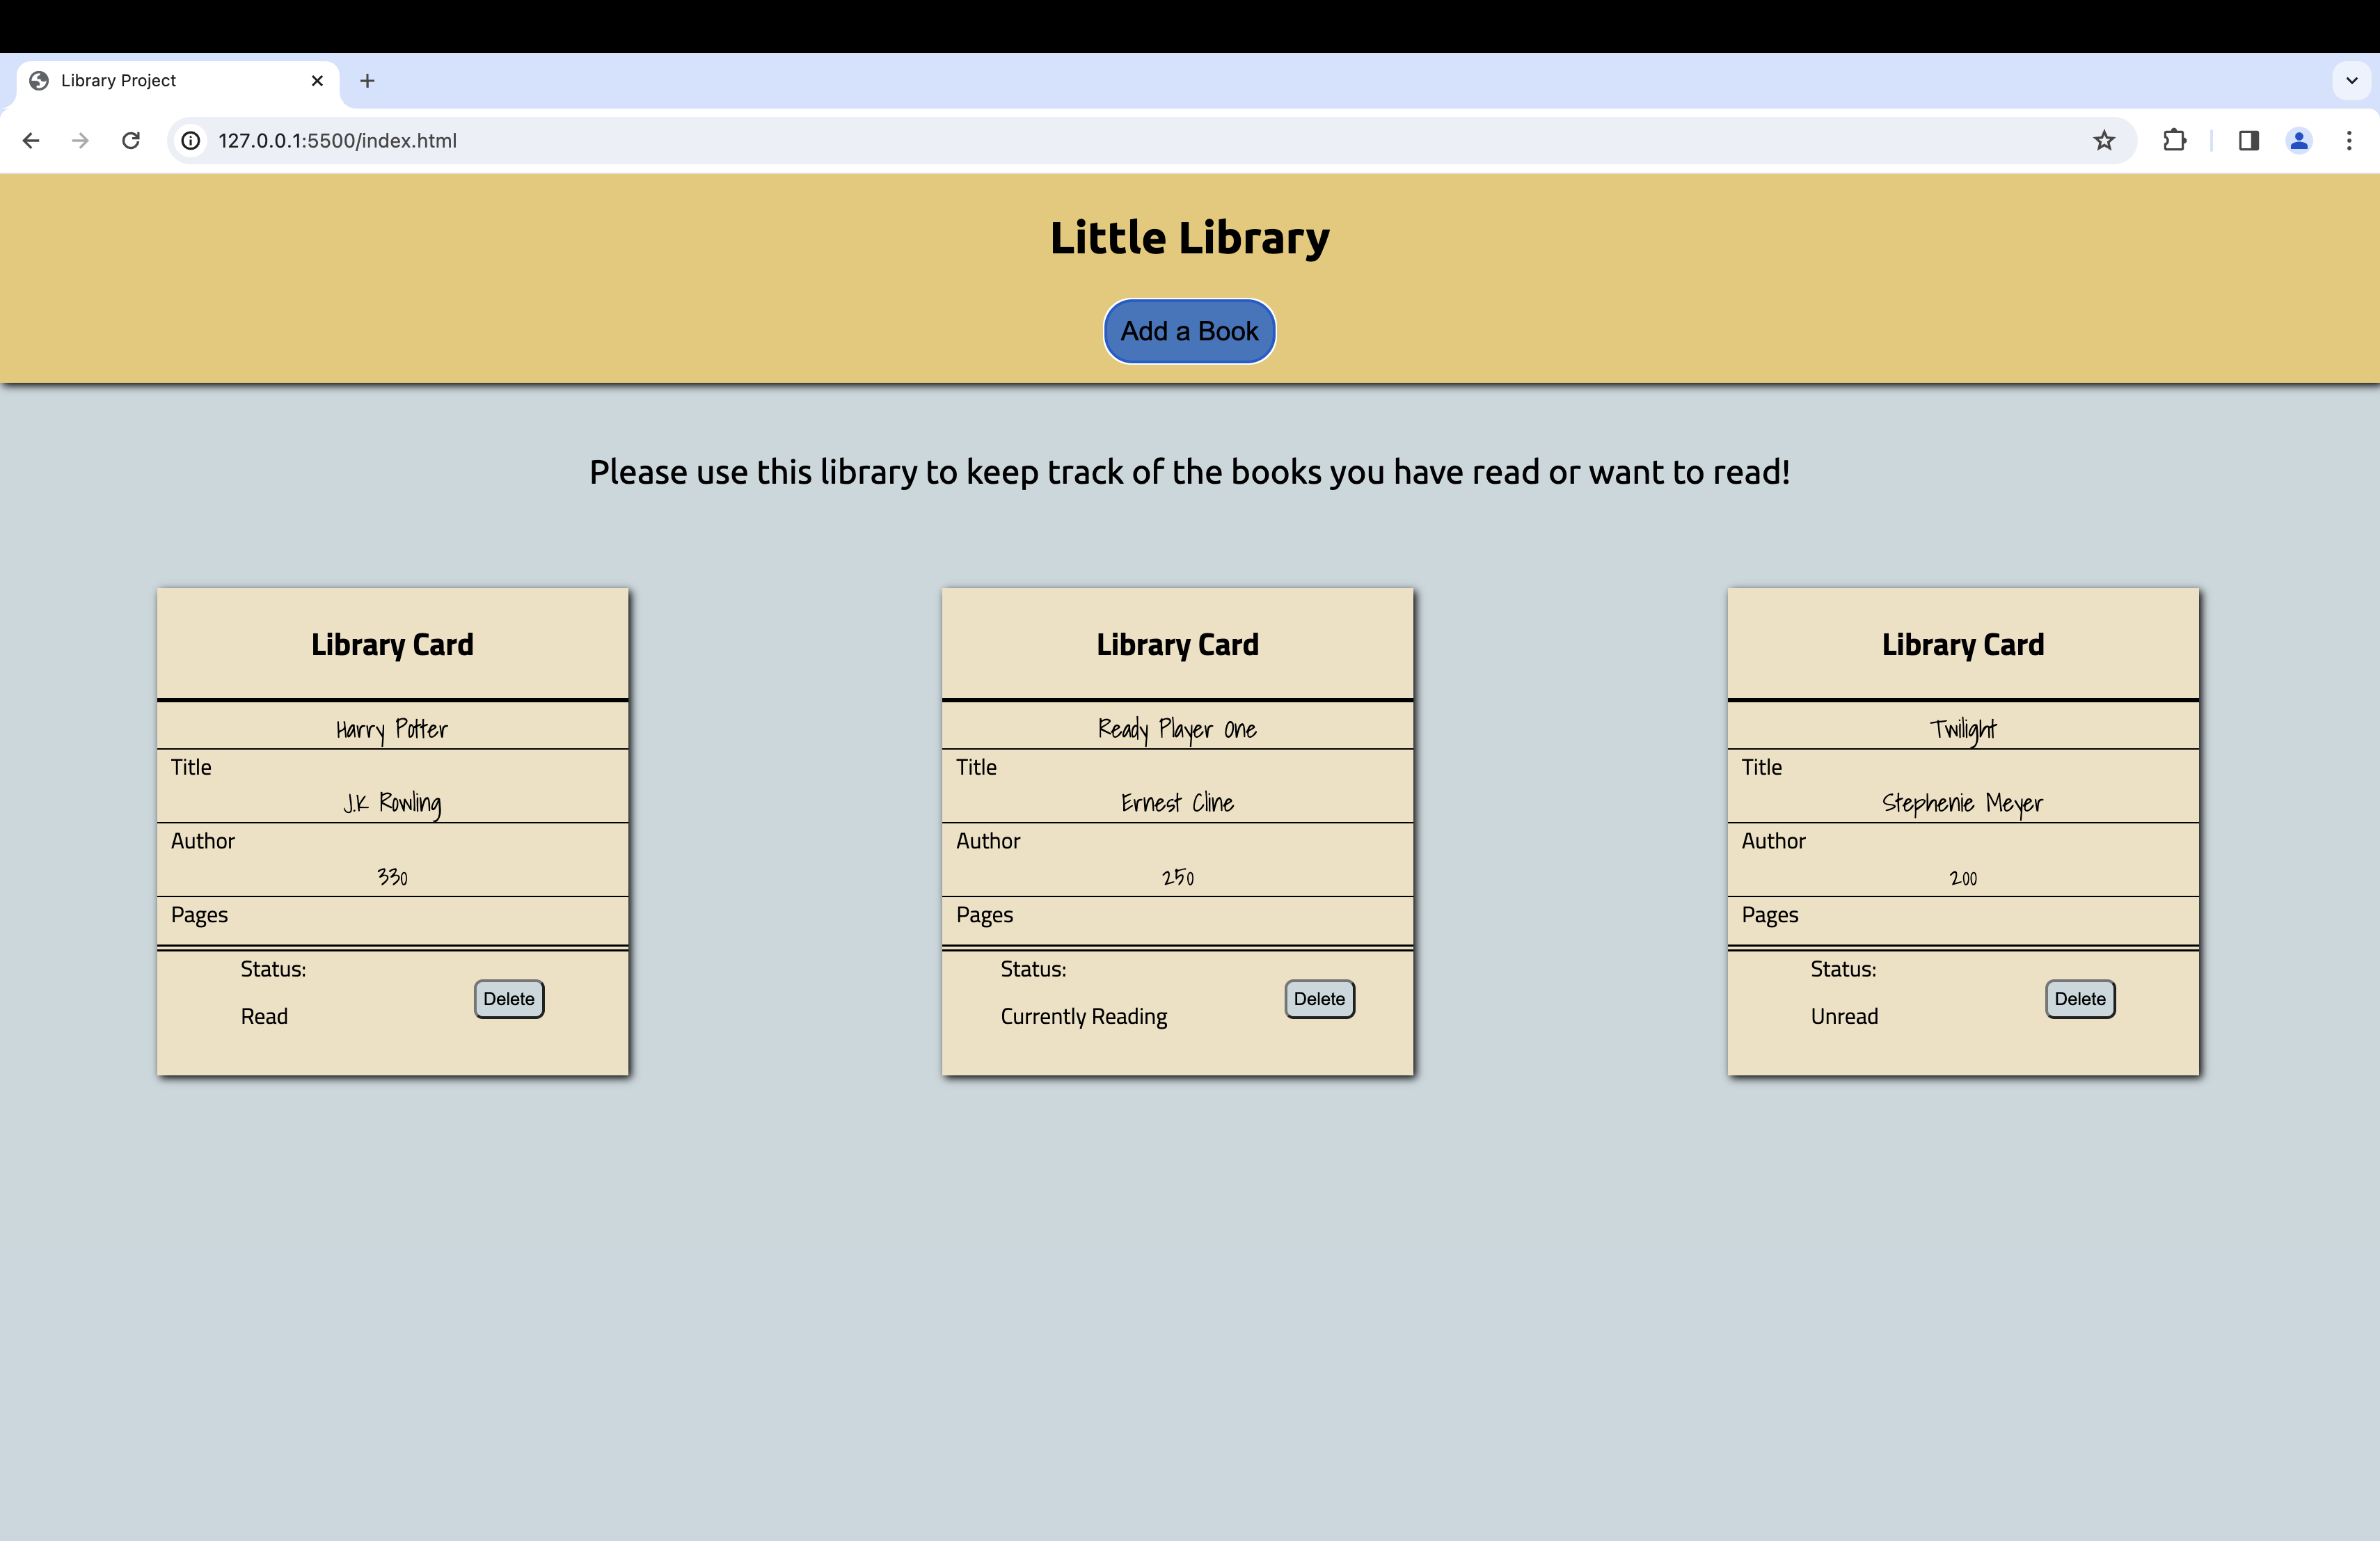 Library Project
127.0.0.1:5500/index.html
Little Library
Add a Book
Please use this library to keep track of the books you have read or want to read!
Library Card
Harry Potter
Title
J.K Rowling
Author
330
Pages
Status:
Read
Delete
Library Card
Ready Player One
Title
Ernest Cline
Author
250
Pages
Status:
Currently Reading
Delete
Library Card
Twilight
Title
Stephenie Meyer
Author
200
Pages
Status:
Unread
Delete